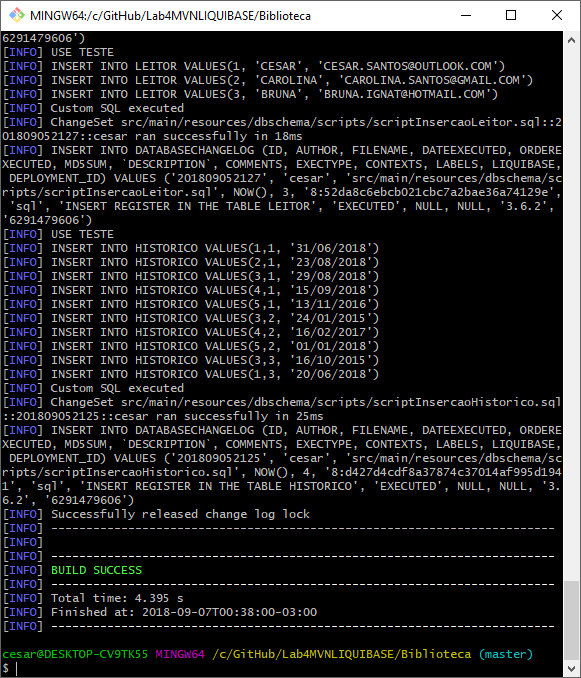 MINGW64:/c/GitHub/Lab4MVNLIQUIBASE/Biblioteca
6291479606')
[INFO] USE TESTE
[INFO] INSERT INTO LEITOR VALUES(1, 'CESAR', 'CESAR.SANTOS@OUTLOOK.COM')
[INFO] INSERT INTO LEITOR VALUES(2, 'CAROLINA', 'CAROLINA.SANTOS@GMAIL.COM')
[INFO] INSERT INTO LEITOR VALUES(3, 'BRUNA', 'BRUNA.IGNAT@HOTMAIL.COM')
[INFO] Custom SQL executed
[INFO] ChangeSet src/main/resources/dbschema/scripts/scriptInsercaoLeitor.sql::2
01809052127::cesar ran successfully in 18ms
[INFO] INSERT INTO DATABASECHANGELOG (ID, AUTHOR, FILENAME, DATEEXECUTED, ORDERE
XECUTED, MD5SUM, `DESCRIPTION`, COMMENTS, EXECTYPE, CONTEXTS, LABELS, LIQUIBASE,
 DEPLOYMENT_ID) VALUES ('201809052127', 'cesar', 'src/main/resources/dbschema/sc
ripts/scriptInsercaoLeitor.sql', NOW(), 3, '8:52da8c6ebcb021cbc7a2bae36a74129e',
 'sql', 'INSERT REGISTER IN THE TABLE LEITOR', 'EXECUTED', NULL, NULL, '3.6.2',
'6291479606')
[INFO] USE TESTE
[INFO] INSERT INTO HISTORICO VALUES(1,1, '31/06/2018')
[INFO] INSERT INTO HISTORICO VALUES(2,1, '23/08/2018')
[INFO] INSERT INTO HISTORICO VALUES(3,1, '29/08/2018')
[INFO] INSERT INTO HISTORICO VALUES(4,1, '15/09/2018')
[INFO] INSERT INTO HISTORICO VALUES(5,1, '13/11/2016')
[INFO] INSERT INTO HISTORICO VALUES(3,2, '24/01/2015')
[INFO] INSERT INTO HISTORICO VALUES(4,2, '16/02/2017')
[INFO] INSERT INTO HISTORICO VALUES(5,2, '01/01/2018')
[INFO] INSERT INTO HISTORICO VALUES(3,3, '16/10/2015')
[INFO] INSERT INTO HISTORICO VALUES(1,3, '20/06/2018')
[INFO] Custom SQL executed
[INFO] ChangeSet src/main/resources/dbschema/scripts/scriptInsercaoHistorico.sql
::201809052125::cesar ran successfully in 25ms
[INFO] INSERT INTO DATABASECHANGELOG (ID, AUTHOR, FILENAME, DATEEXECUTED, ORDERE
XECUTED, MD5SUM, `DESCRIPTION`, COMMENTS, EXECTYPE, CONTEXTS, LABELS, LIQUIBASE,
 DEPLOYMENT_ID) VALUES ('201809052125', 'cesar', 'src/main/resources/dbschema/sc
ripts/scriptInsercaoHistorico.sql', NOW(), 4, '8:d427d4cdf8a37874c37014af995d194
1', 'sql', 'INSERT REGISTER IN THE TABLE HISTORICO', 'EXECUTED', NULL, NULL, '3.
6.2', '6291479606')
[INFO] Successfully released change log lock
[INFO] ------------------------------------------------------------------------
[INFO]
[INFO] ------------------------------------------------------------------------
[INFO] BUILD SUCCESS
[INFO] ------------------------------------------------------------------------
[INFO] Total time: 4.395 s
[INFO] Finished at: 2018-09-07T00:38:00-03:00
[INFO] ------------------------------------------------------------------------
cesar@DESKTOP-CV9TK55 MINGW64 /c/GitHub/Lab4MVNLIQUIBASE/Biblioteca (master)
$